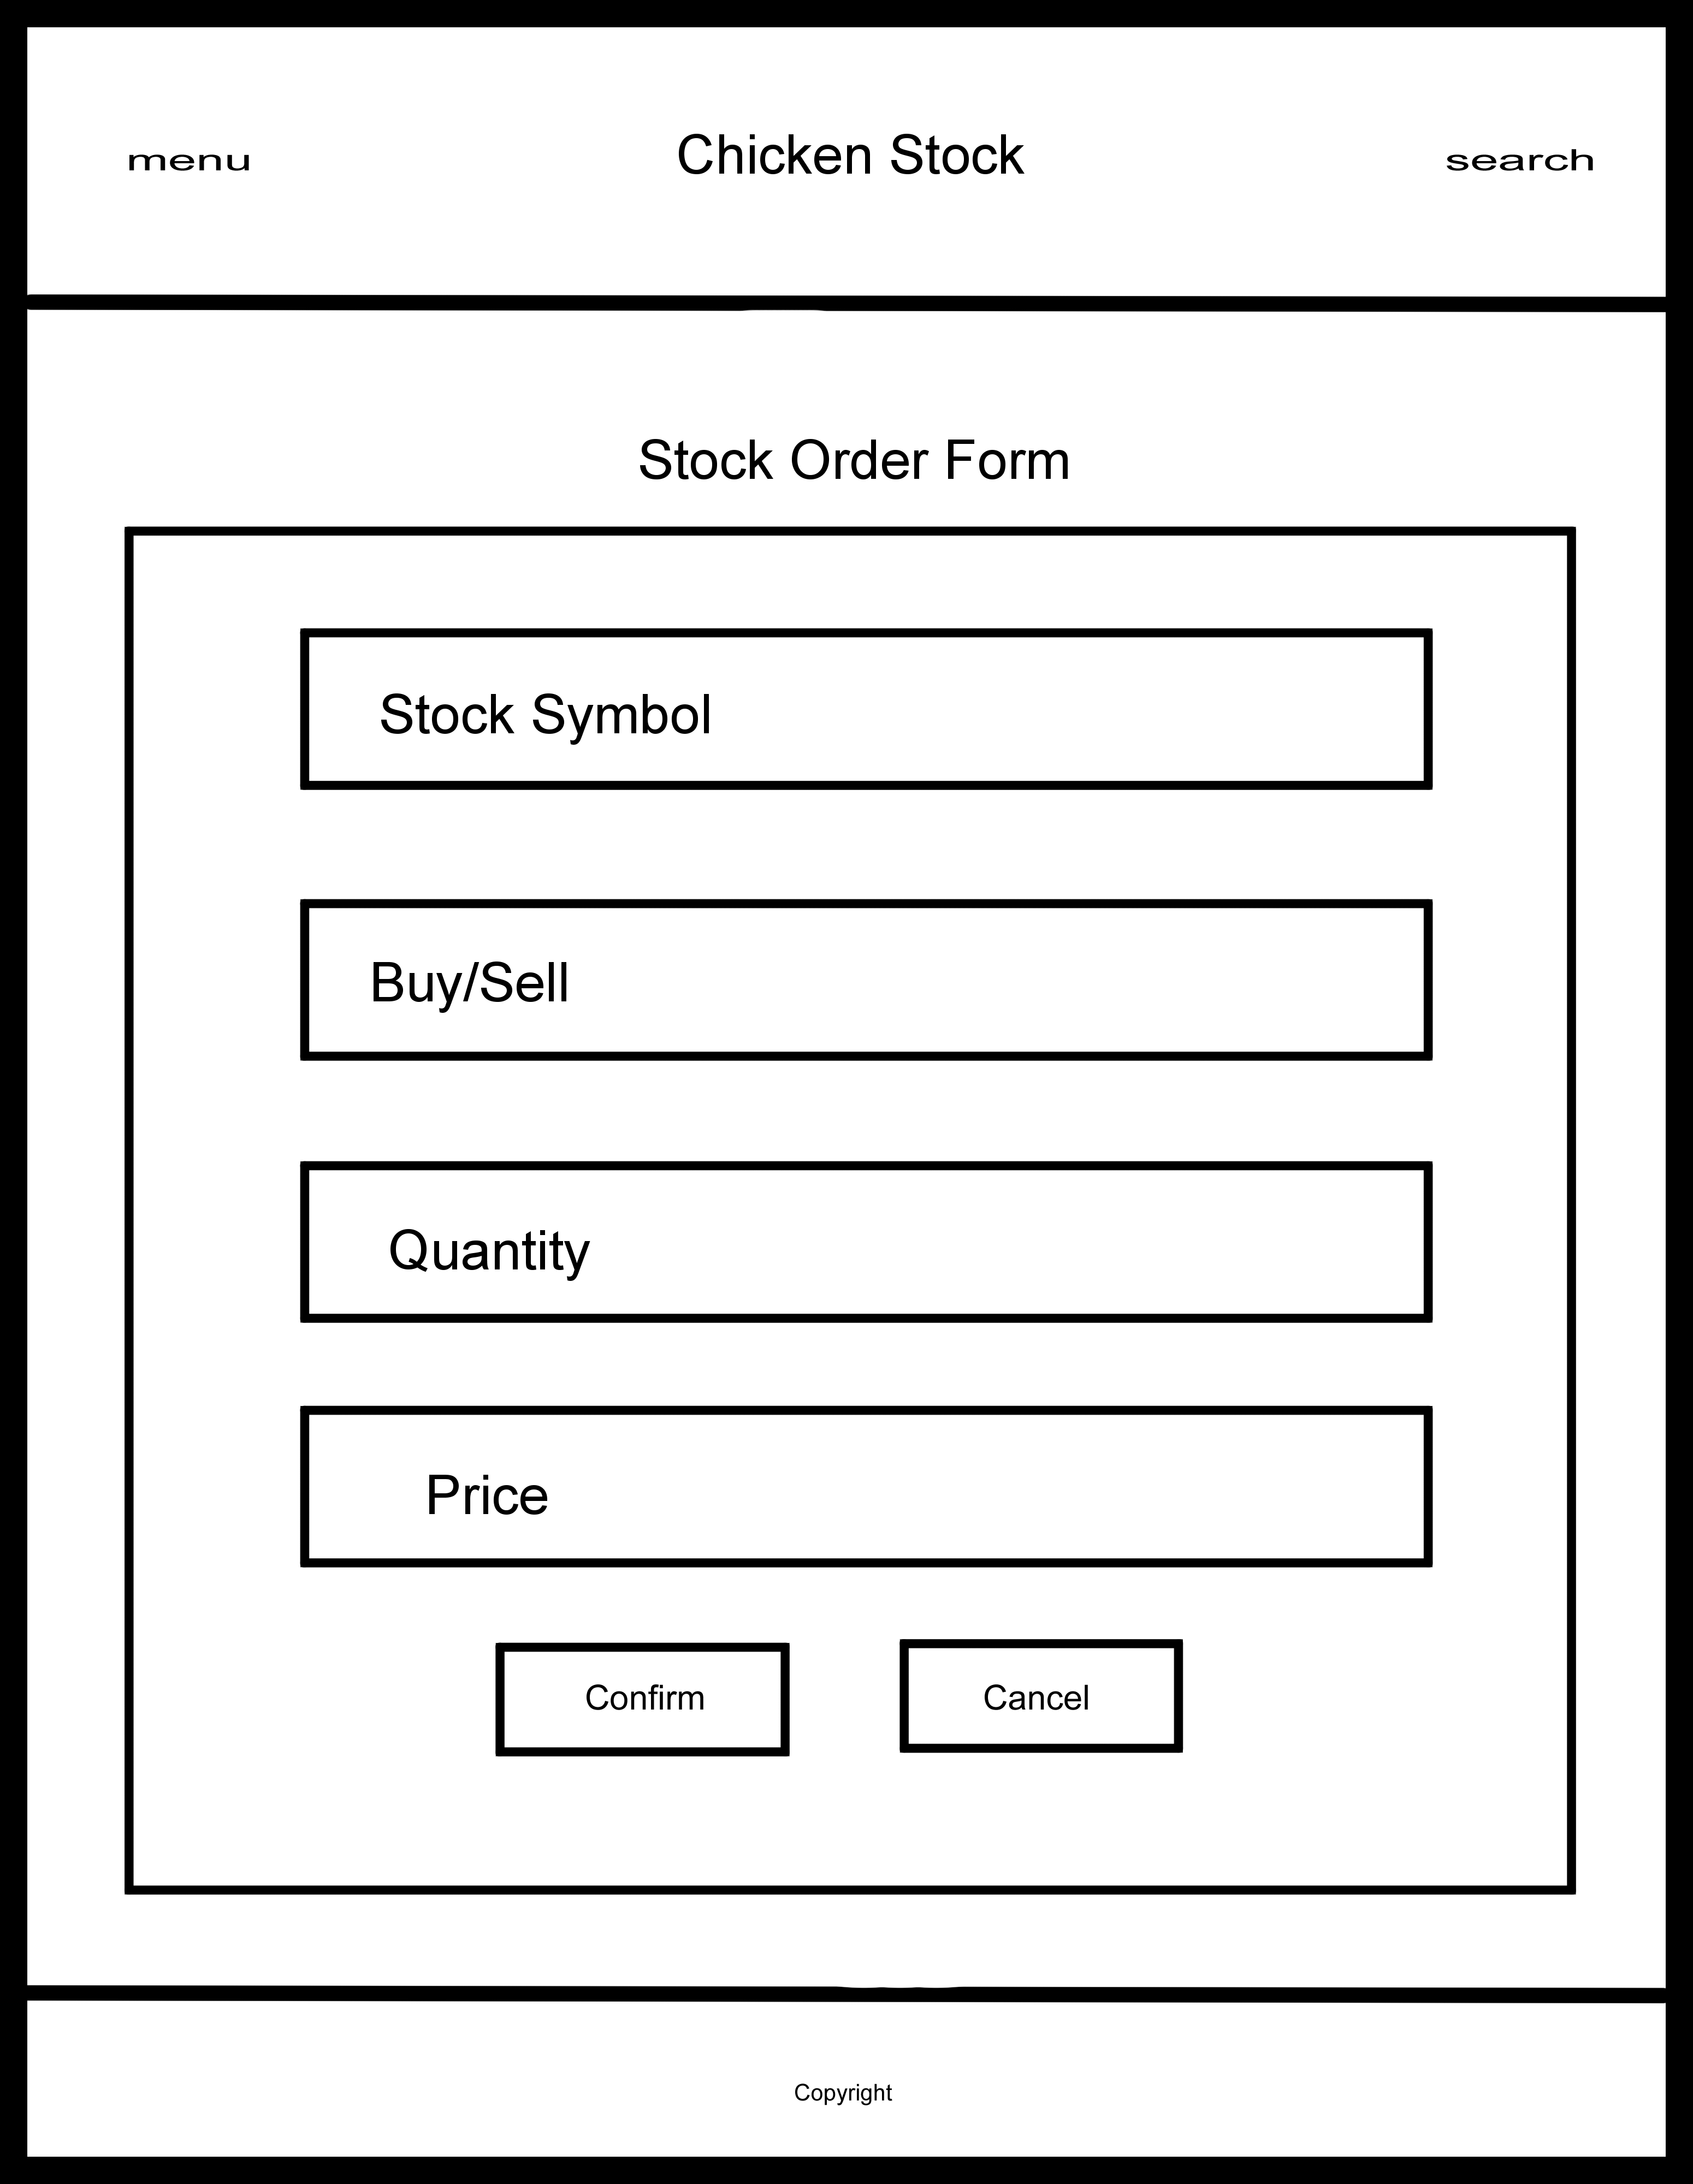 menu
Chicken Stock
search
Stock Order Form
Stock Symbol
Buy/Sell
Quantity
Price
Confirm
Cancel
Copyright